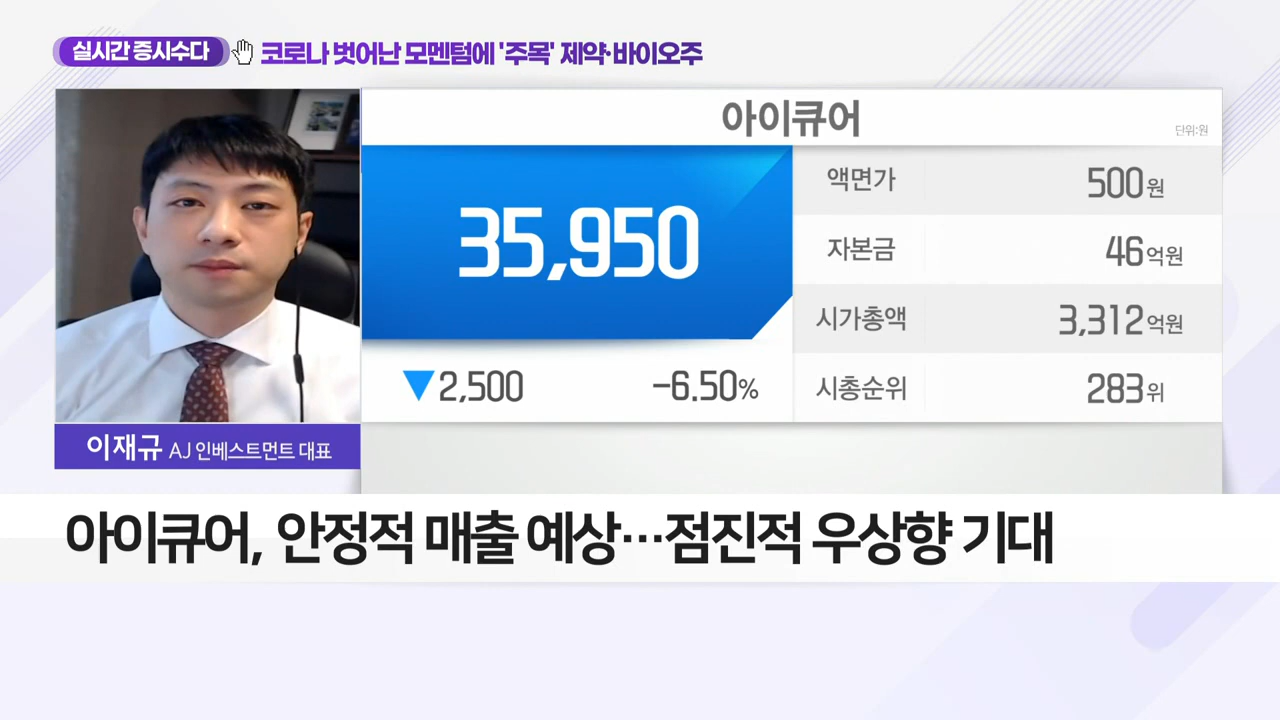 실시간 증시수다 코로나 벗어난 모멘텀에 '주목' 제약·바이오주
아이큐어
단위:원
35,950
▼2,500 -6.50%
액면가 500원
자본금 46억원
시가총액 3,312억원
시총순위 283위
이재규 AJ 인베스트먼트 대표
아이큐어, 안정적 매출 예상…점진적 우상향 기대